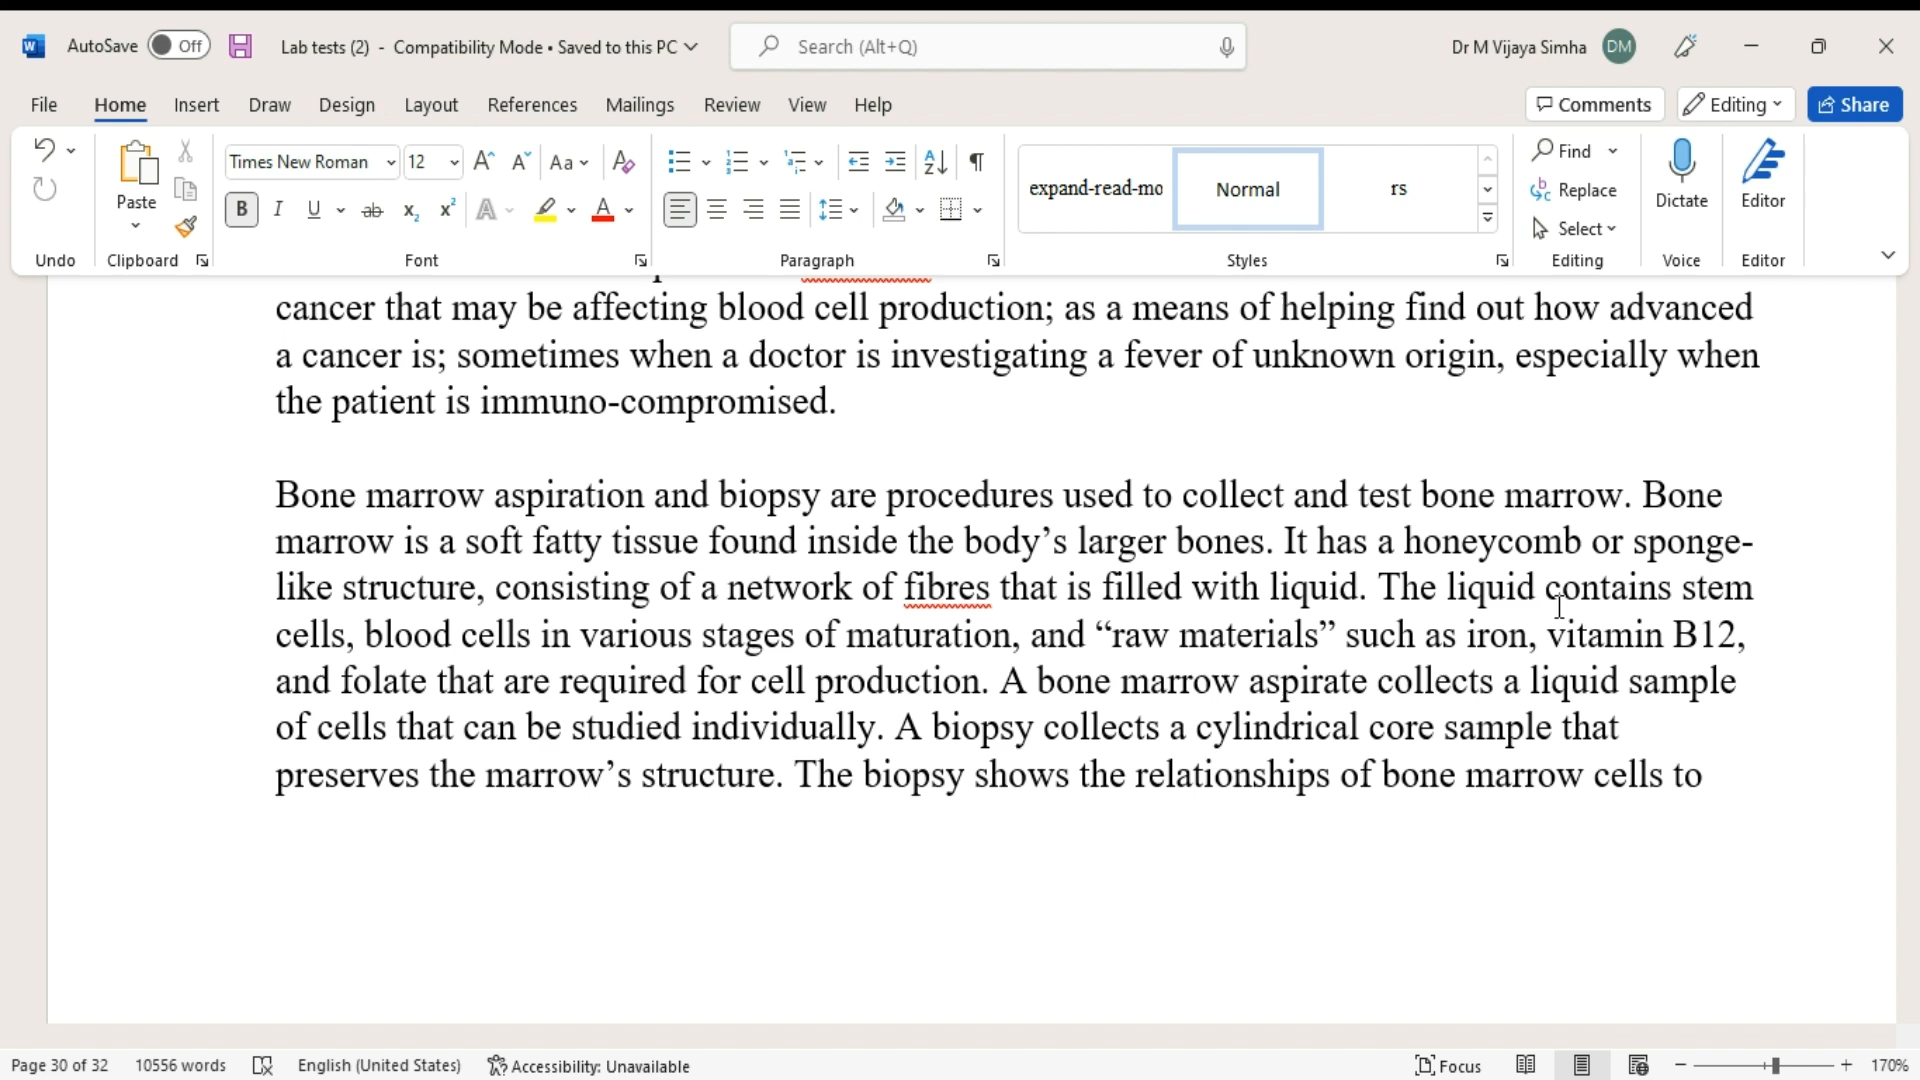 AutoSave Off Lab tests (2) - Compatibility Mode • Saved to this PC Search (Alt+Q) Dr M Vijaya Simha DM
File Home Insert Draw Design Layout References Mailings Review View Help Comments Editing Share
Times New Roman 12 Aa Find
Paste expand-read-mo Normal rs Replace Dictate Editor
B I U ab x2 x2 A A Select
Undo Clipboard Font Paragraph Styles Editing Voice Editor
cancer that may be affecting blood cell production; as a means of helping find out how advanced
a cancer is; sometimes when a doctor is investigating a fever of unknown origin, especially when
the patient is immuno-compromised.
Bone marrow aspiration and biopsy are procedures used to collect and test bone marrow. Bone
marrow is a soft fatty tissue found inside the body’s larger bones. It has a honeycomb or sponge-
like structure, consisting of a network of fibres that is filled with liquid. The liquid contains stem
cells, blood cells in various stages of maturation, and “raw materials” such as iron, vitamin B12,
and folate that are required for cell production. A bone marrow aspirate collects a liquid sample
of cells that can be studied individually. A biopsy collects a cylindrical core sample that
preserves the marrow’s structure. The biopsy shows the relationships of bone marrow cells to
Page 30 of 32 10556 words English (United States) Accessibility: Unavailable Focus 170%